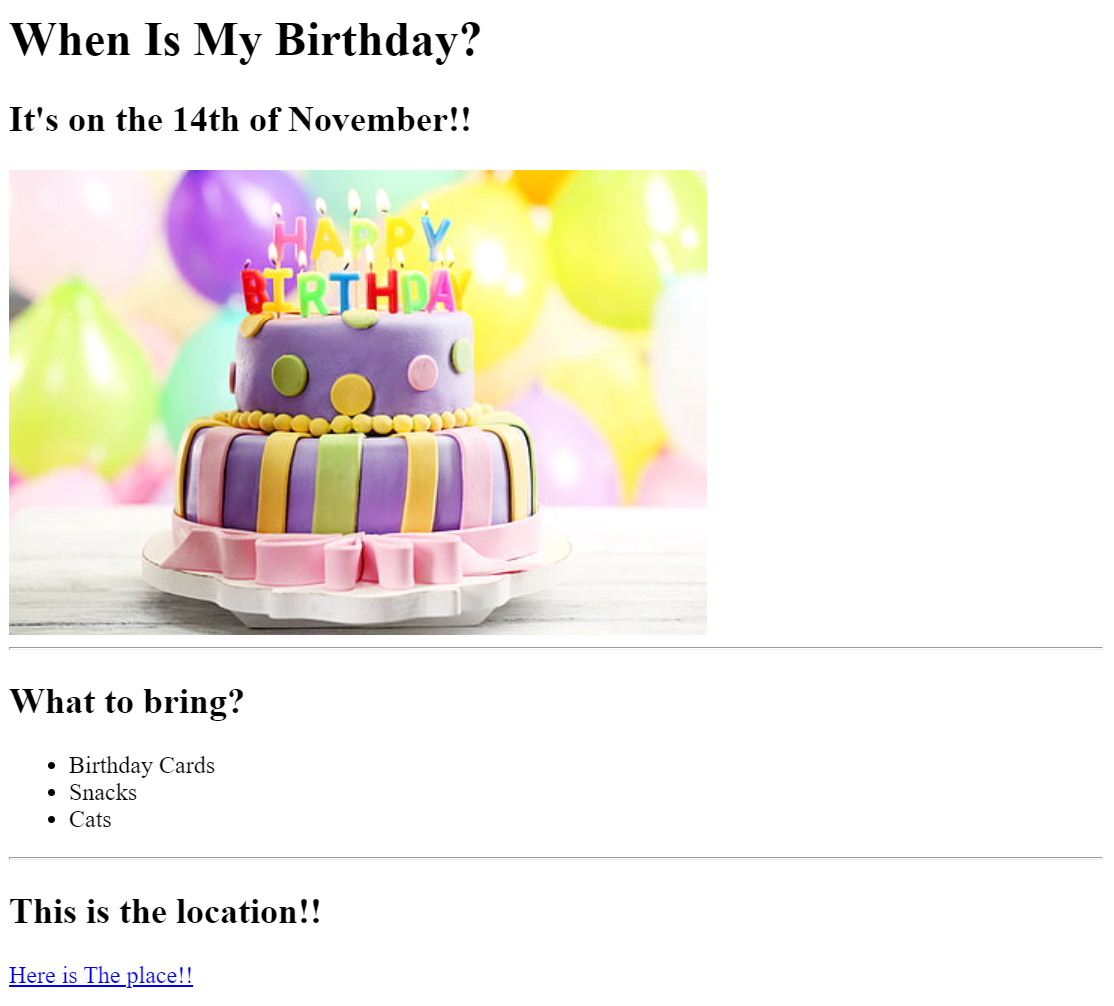 When Is My Birthday?
It's on the 14th of November!!
HAPPY
BIRTHDAY
What to bring?
Birthday Cards
Snacks
Cats
This is the location!!
Here is The place!!